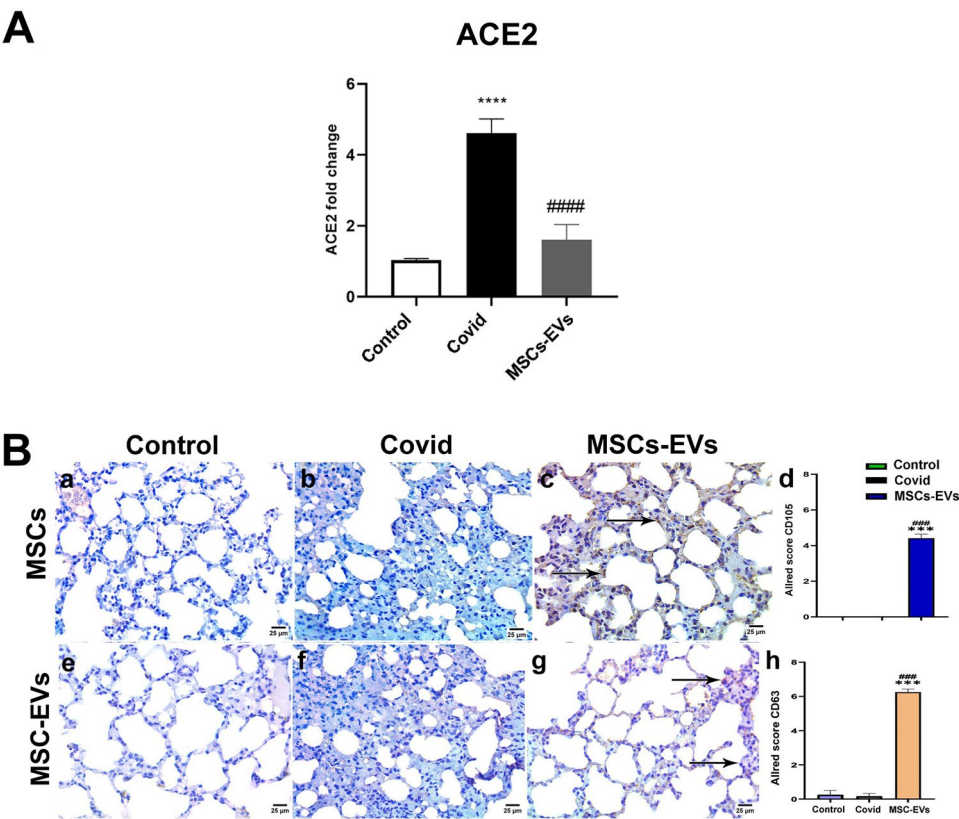 A
ACE2
ACE2 fold change
6
4
2
0
****
####
Control
Covid
MSCs-EVs
B
Control
Covid
MSCs-EVs
MSCs
a
25 µm
b
25 µm
c
25 µm
d
Allred score CD105
8
6
4
2
0
Control
Covid
MSCs-EVs
###
***
MSC-EVs
e
25 µm
f
25 µm
g
25 µm
h
Allred score CD63
8
6
4
2
0
###
***
Control
Covid
MSC-EVs